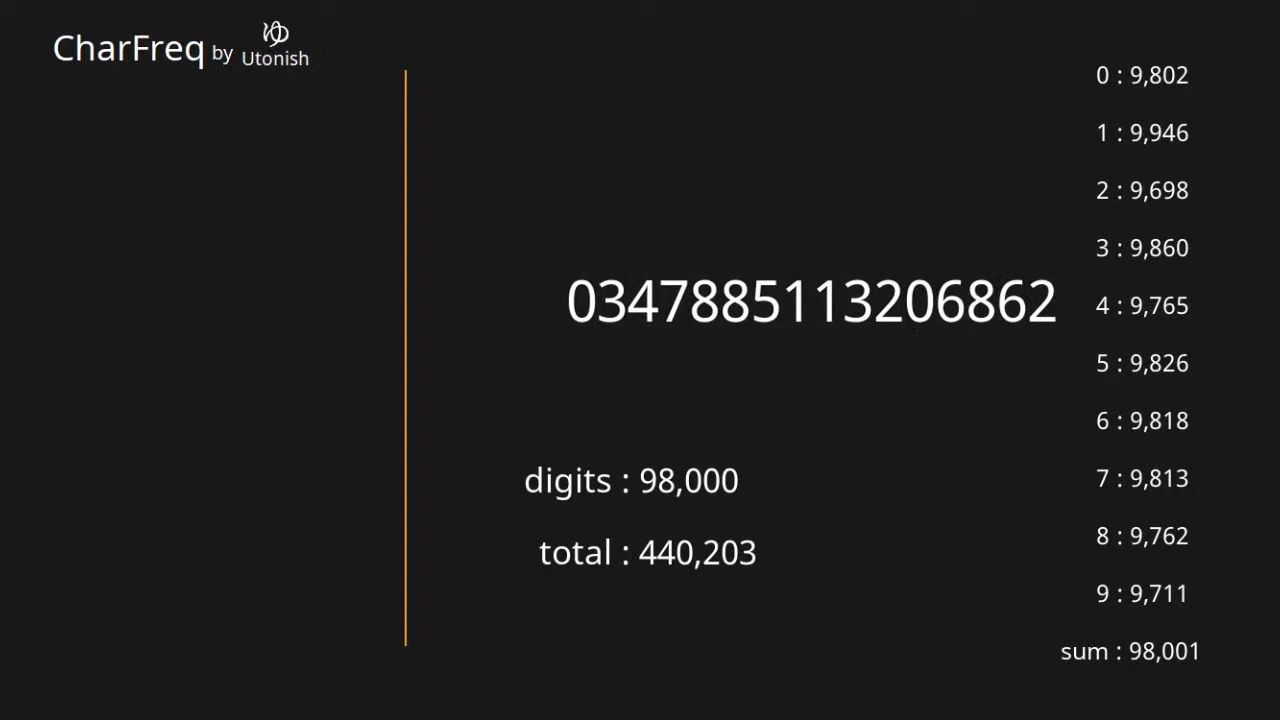 CharFreq by Utonish
0 : 9,802
1 : 9,946
2 : 9,698
3 : 9,860
0347885113206862
4 : 9,765
5 : 9,826
6 : 9,818
7 : 9,813
8 : 9,762
9 : 9,711
sum : 98,001
digits : 98,000
total : 440,203